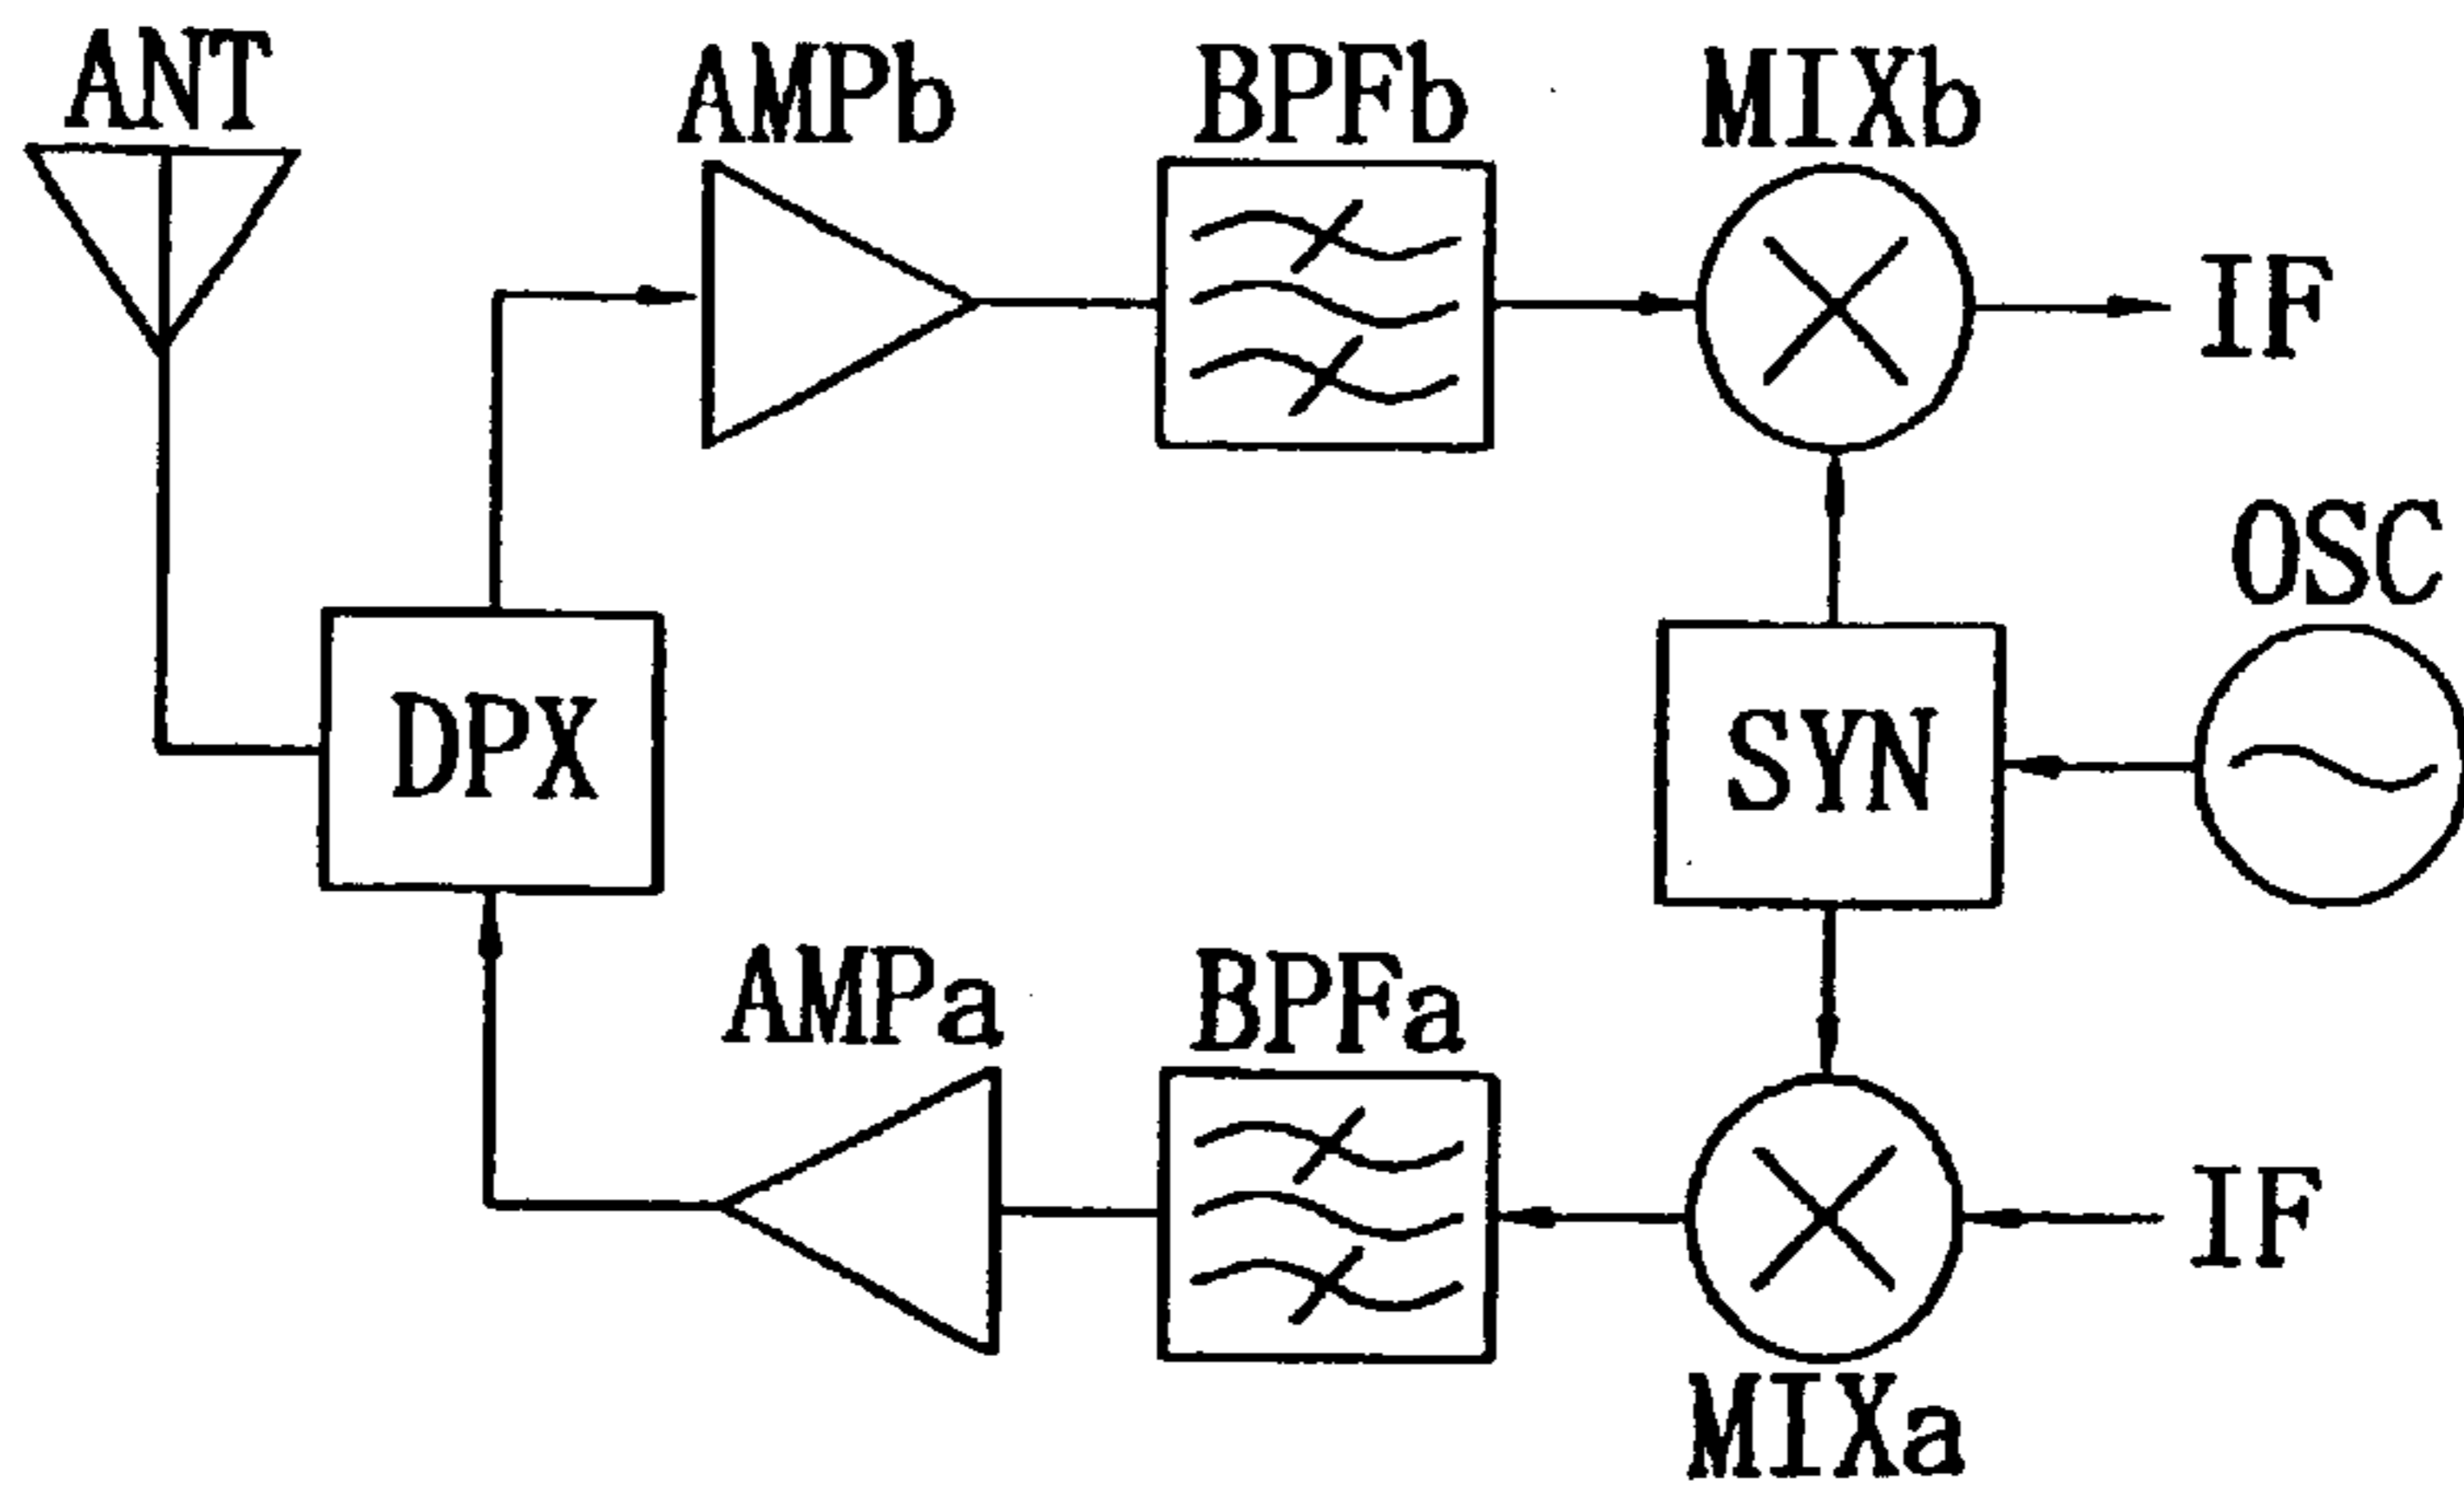 ANT
AMPb
BPFb
MIXb
IF
OSC
DPX
SYN
AMPa
BPFa
IF
MIXa